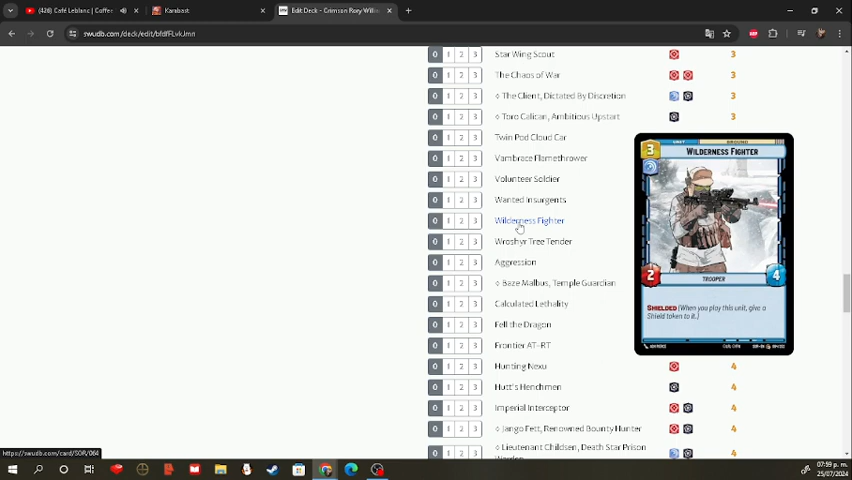 (428) Café Leblanc | Coffee
Karabast
Edit Deck - Crimson Roxy Willow
swudb.com/deck/edit/bfdfFLvkJmn
0 1 2 3 Star Wing Scout 3
0 1 2 3 The Chaos of War 3
0 1 2 3 The Client, Dictated By Discretion 3
0 1 2 3 Toro Calican, Ambitious Upstart 3
0 1 2 3 Twin Pod Cloud Car
0 1 2 3 Vambrace Flamethrower
0 1 2 3 Volunteer Soldier
0 1 2 3 Wanted Insurgents
0 1 2 3 Wilderness Fighter
0 1 2 3 Wroshyr Tree Tender
0 1 2 3 Aggression
0 1 2 3 Baze Malbus, Temple Guardian
0 1 2 3 Calculated Lethality
0 1 2 3 Fell the Dragon
0 1 2 3 Frontier AT-RT
0 1 2 3 Hunting Nexu 4
0 1 2 3 Hutt's Henchmen 4
0 1 2 3 Imperial Interceptor 4
0 1 2 3 Jango Fett, Renowned Bounty Hunter 4
0 1 2 3 Lieutenant Childsen, Death Star Prison 4
Warden
UNIT GROUND
3 WILDERNESS FIGHTER
2 TROOPER 4
SHIELDED (When you play this unit, give a
Shield token to it.)
https://swudb.com/card/SOR/064
07:59 p. m.
25/07/2024